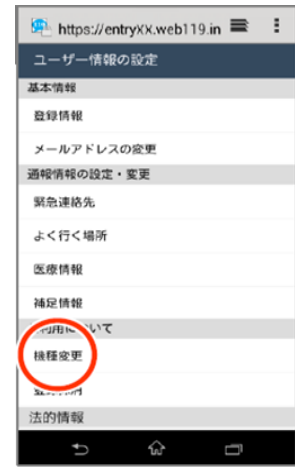 https://entryXX.web119.in
ユーザー情報の設定
基本情報
登録情報
メールアドレスの変更
通報情報の設定・変更
緊急連絡先
よく行く場所
医療情報
補足情報
利用について
機種変更
法的情報